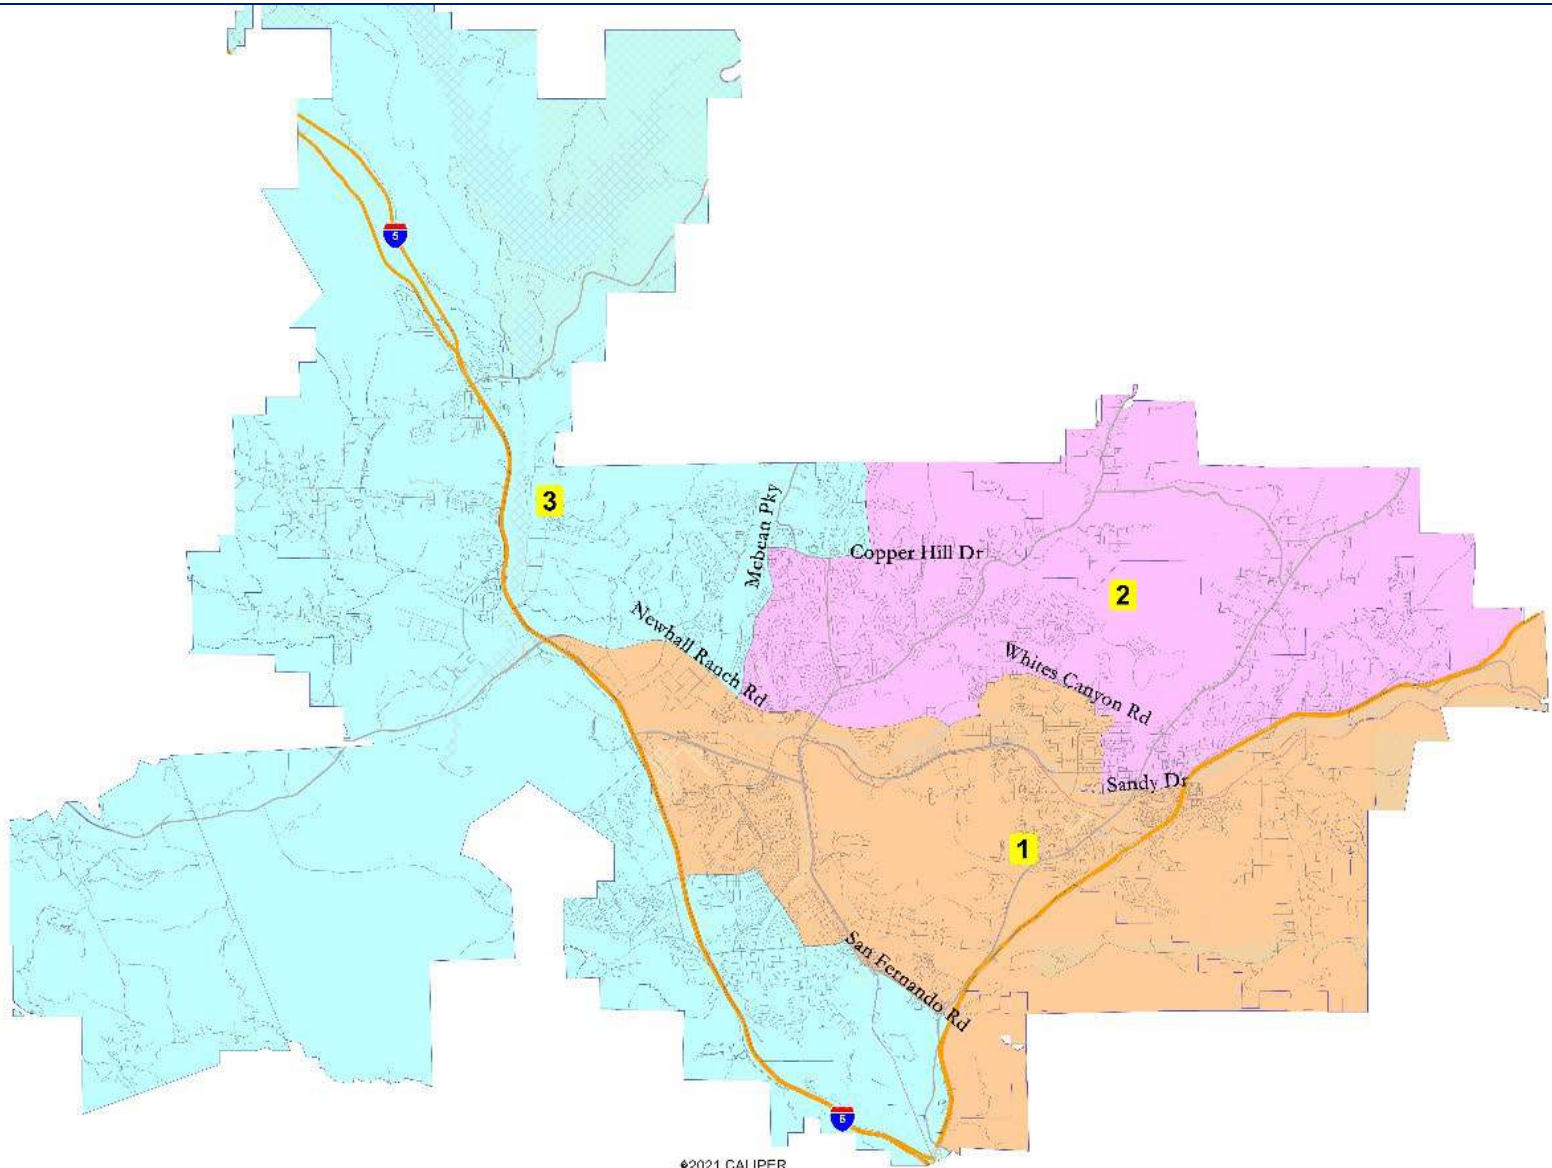 5
3
Mcbean Pky
Copper Hill Dr
2
Newhall Ranch Rd
Whites Canyon Rd
Sandy Dr
1
San Fernando Rd
5
©2021 CALIPER